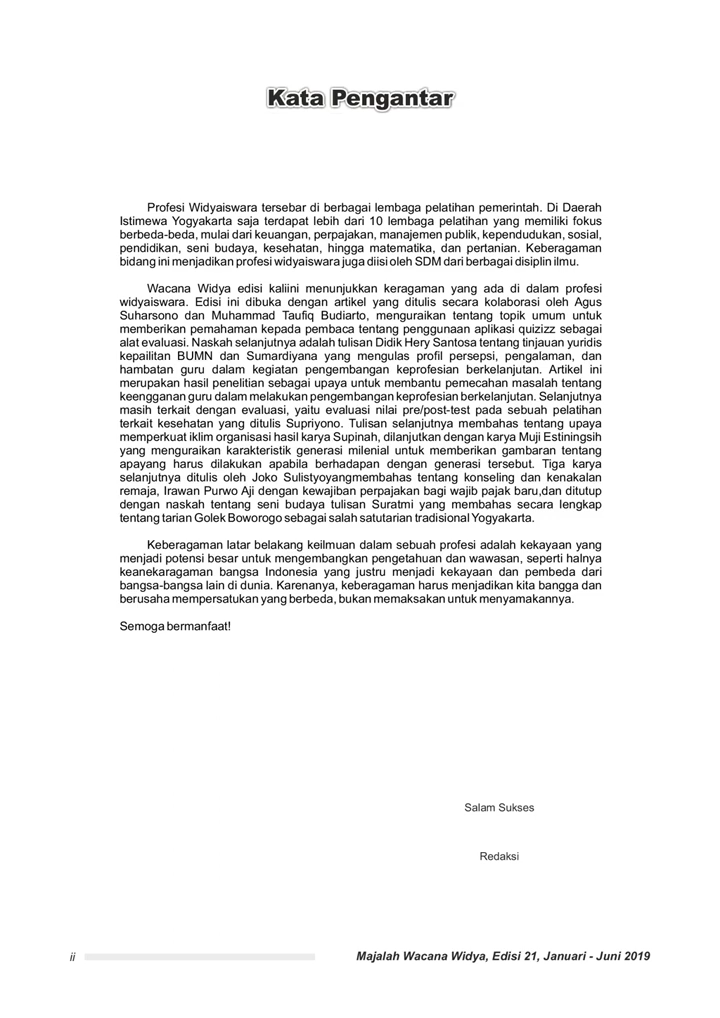 Kata Pengantar
Profesi Widyaiswara tersebar di berbagai lembaga pelatihan pemerintah. Di Daerah
Istimewa Yogyakarta saja terdapat lebih dari 10 lembaga pelatihan yang memiliki fokus
berbeda-beda, mulai dari keuangan, perpajakan, manajemen publik, kependudukan, sosial,
pendidikan, seni budaya, kesehatan, hingga matematika, dan pertanian. Keberagaman
bidang ini menjadikan profesi widyaiswara juga diisi oleh SDM dari berbagai disiplin ilmu.
Wacana Widya edisi kaliini menunjukkan keragaman yang ada di dalam profesi
widyaiswara. Edisi ini dibuka dengan artikel yang ditulis secara kolaborasi oleh Agus
Suharsono dan Muhammad Taufiq Budiarto, menguraikan tentang topik umum untuk
memberikan pemahaman kepada pembaca tentang penggunaan aplikasi quizizz sebagai
alat evaluasi. Naskah selanjutnya adalah tulisan Didik Hery Santosa tentang tinjauan yuridis
kepailitan BUMN dan Sumardiyana yang mengulas profil persepsi, pengalaman, dan
hambatan guru dalam kegiatan pengembangan keprofesian berkelanjutan. Artikel ini
merupakan hasil penelitian sebagai upaya untuk membantu pemecahan masalah tentang
keengganan guru dalam melakukan pengembangan keprofesian berkelanjutan. Selanjutnya
masih terkait dengan evaluasi, yaitu evaluasi nilai pre/post-test pada sebuah pelatihan
terkait kesehatan yang ditulis Supriyono. Tulisan selanjutnya membahas tentang upaya
memperkuat iklim organisasi hasil karya Supinah, dilanjutkan dengan karya Muji Estiningsih
yang menguraikan karakteristik generasi milenial untuk memberikan gambaran tentang
apayang harus dilakukan apabila berhadapan dengan generasi tersebut. Tiga karya
selanjutnya ditulis oleh Joko Sulistyoyangmembahas tentang konseling dan kenakalan
remaja, Irawan Purwo Aji dengan kewajiban perpajakan bagi wajib pajak baru,dan ditutup
dengan naskah tentang seni budaya tulisan Suratmi yang membahas secara lengkap
tentang tarian Golek Boworogo sebagai salah satutarian tradisional Yogyakarta.
Keberagaman latar belakang keilmuan dalam sebuah profesi adalah kekayaan yang
menjadi potensi besar untuk mengembangkan pengetahuan dan wawasan, seperti halnya
keanekaragaman bangsa Indonesia yang justru menjadi kekayaan dan pembeda dari
bangsa-bangsa lain di dunia. Karenanya, keberagaman harus menjadikan kita bangga dan
berusaha mempersatukan yang berbeda, bukan memaksakan untuk menyamakannya.
Semoga bermanfaat!
Salam Sukses
Redaksi
ii
Majalah Wacana Widya, Edisi 21, Januari - Juni 2019